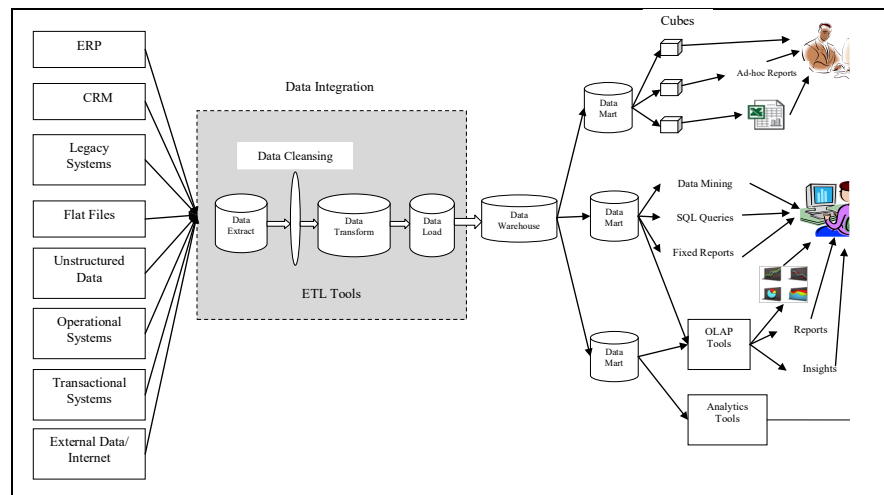 ERP
CRM
Legacy
Systems
Flat Files
Unstructured
Data
Operational
Systems
Transactional
Systems
External Data/
Internet
Data Integration
Data Cleansing
Data
Extract
Data
Transform
Data
Load
ETL Tools
Data
Warehouse
Data
Mart
Cubes
Ad-hoc Reports
Data
Mart
Data Mining
SQL Queries
Fixed Reports
Data
Mart
OLAP
Tools
Reports
Insights
Analytics
Tools